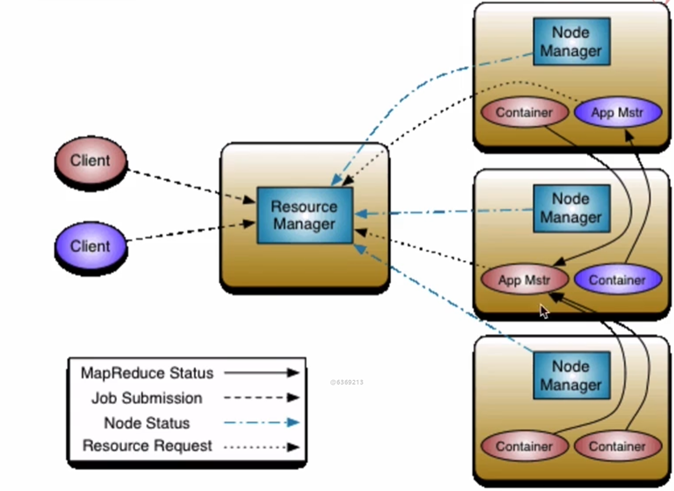 Node
Manager
Container
App Mstr
Client
Resource
Manager
Client
Node
Manager
App Mstr
Container
Node
Manager
Container
Container
MapReduce Status
Job Submission
Node Status
Resource Request